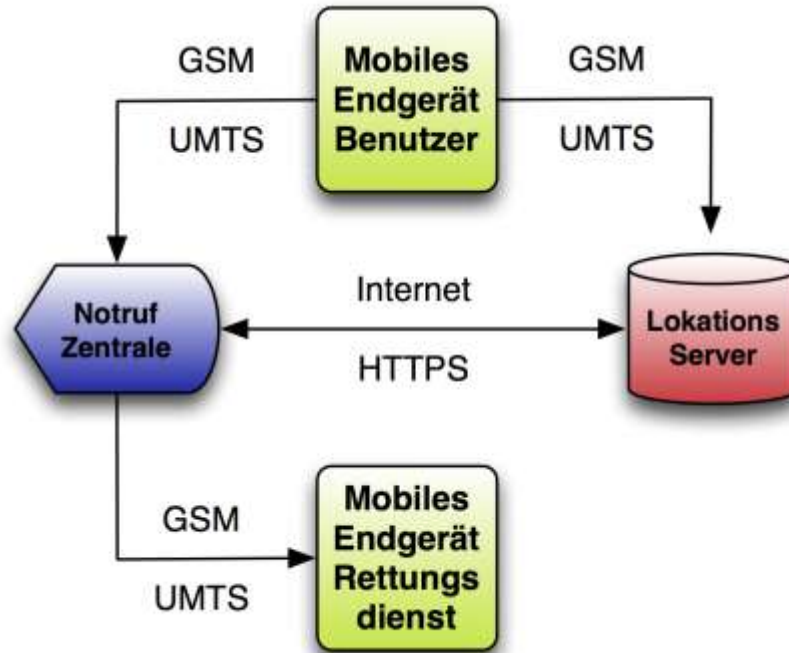 GSM
Mobiles
Endgerät
Benutzer
GSM
UMTS
UMTS
Notruf
Zentrale
Internet
HTTPS
Lokations
Server
GSM
UMTS
Mobiles
Endgerät
Rettungs
dienst